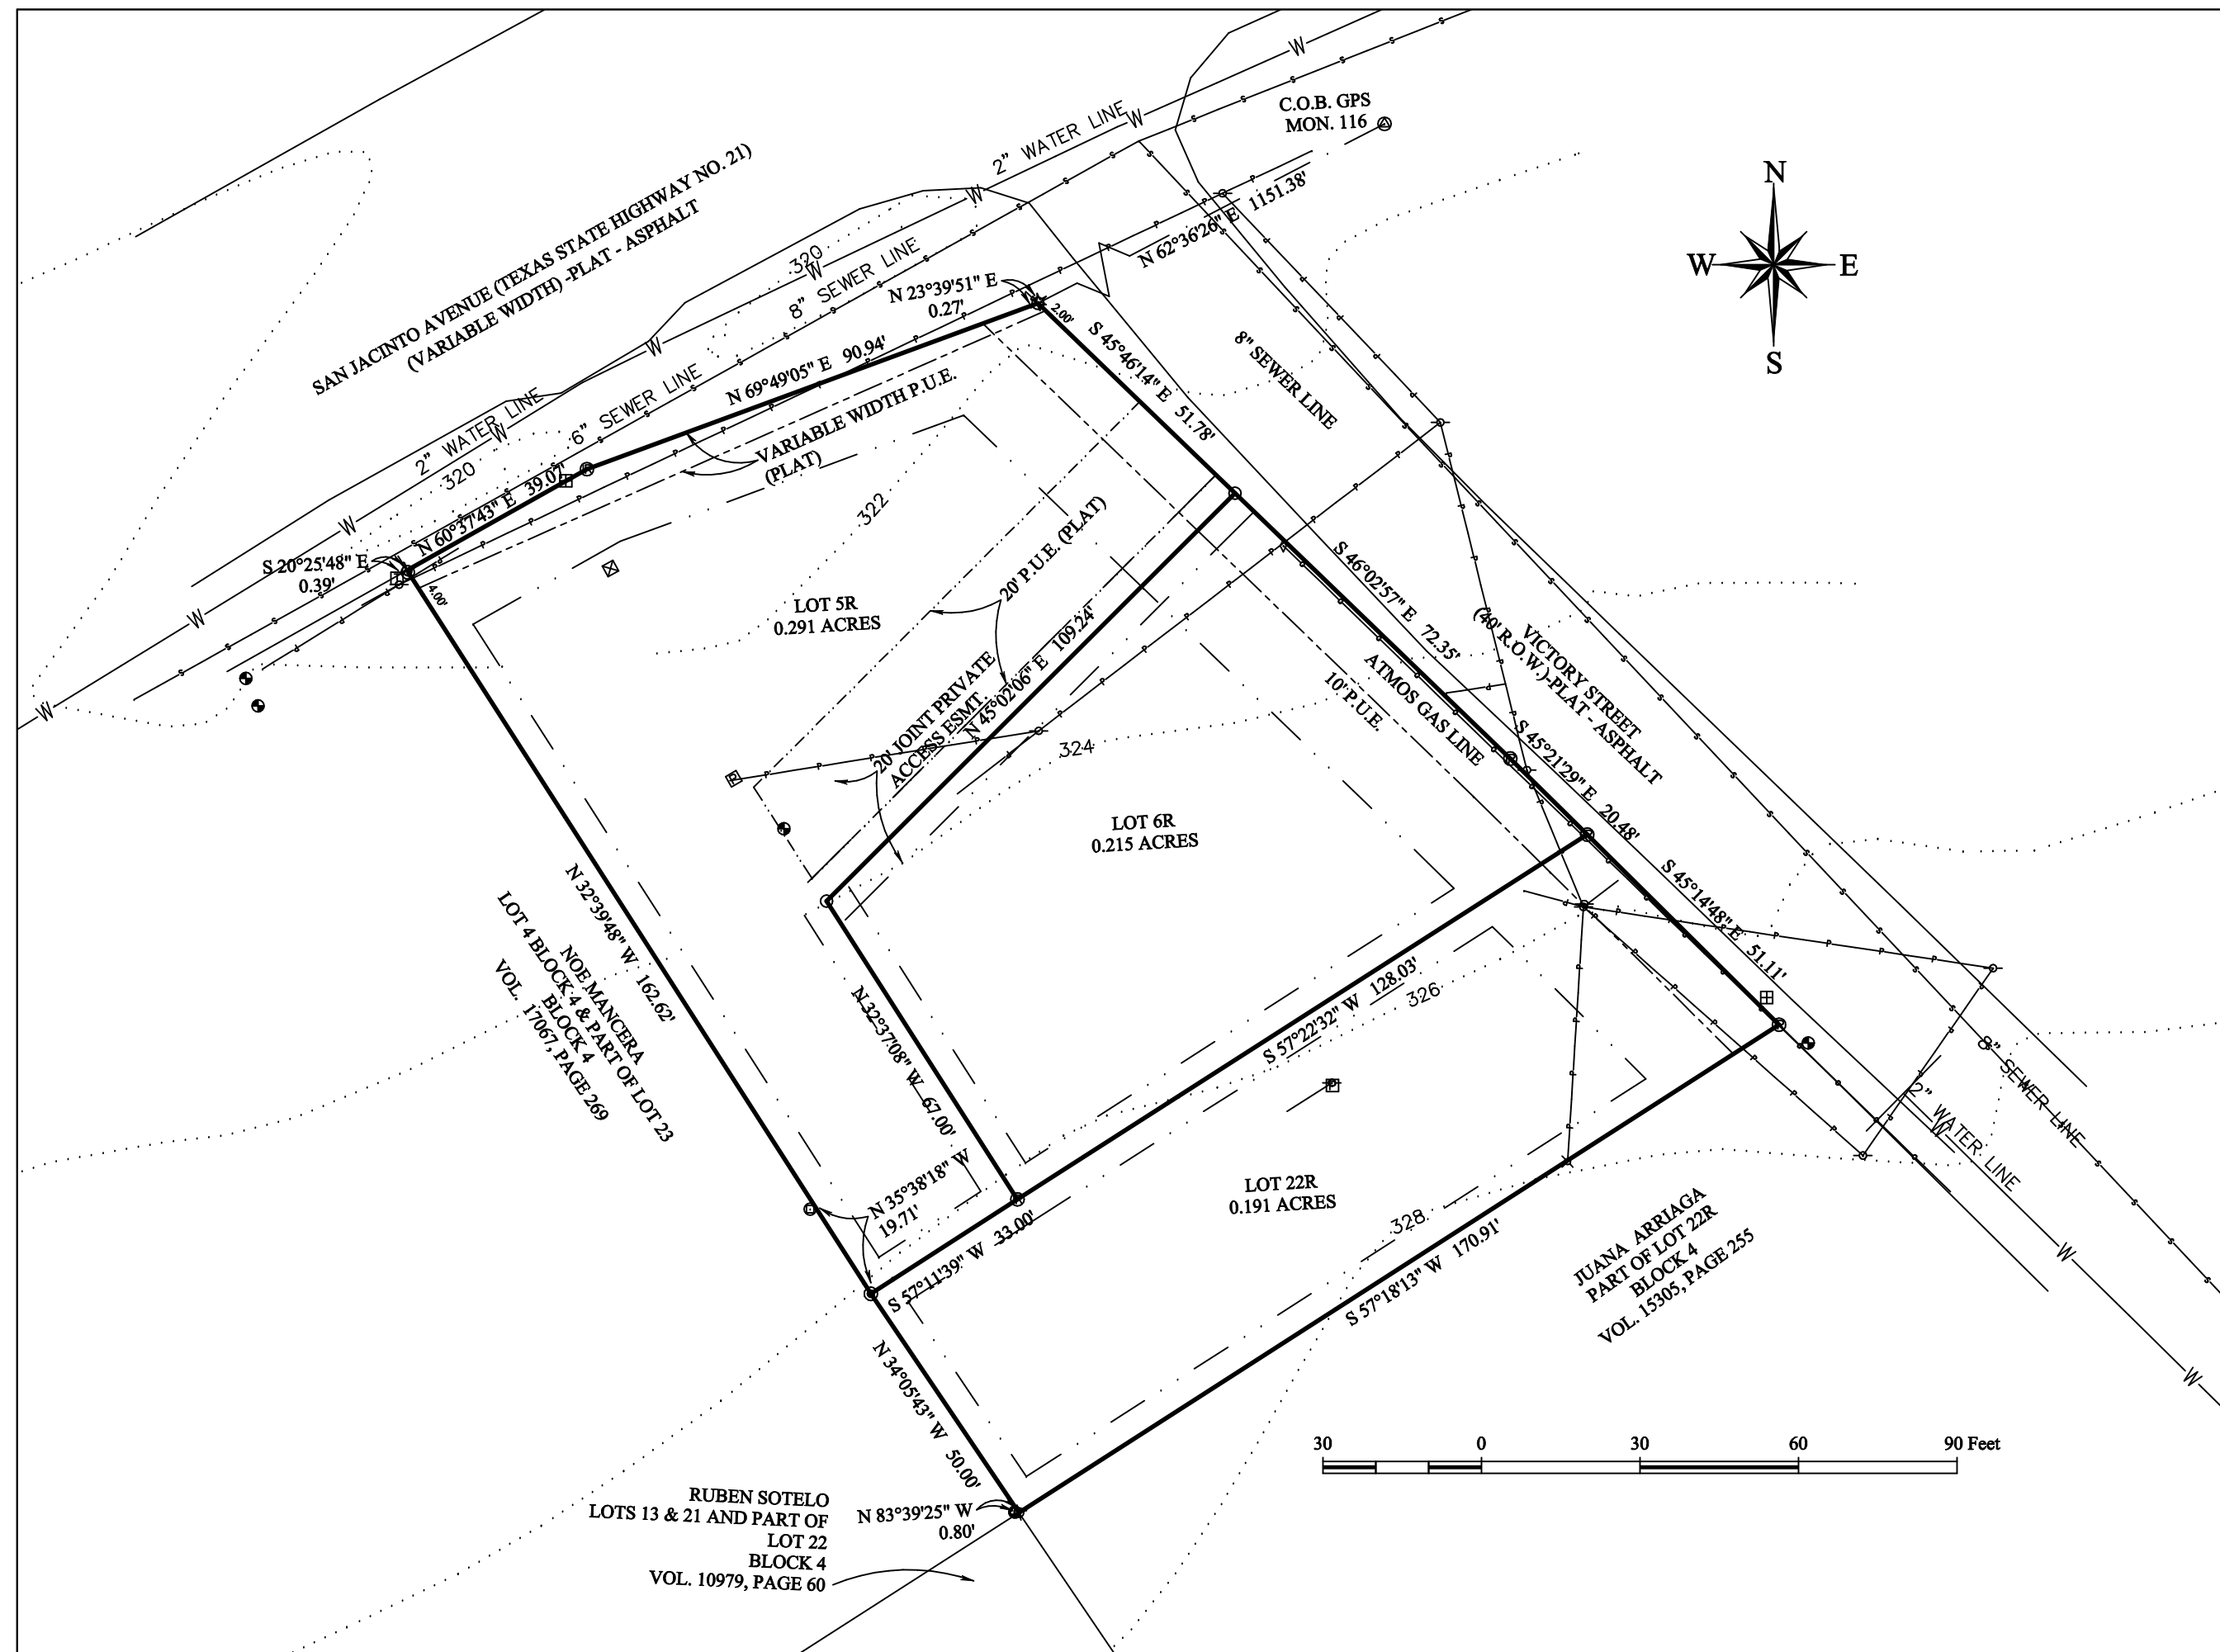 C.O.B. GPS
MON. 116
N
W
E
S
2" WATER LINE
W
W
W
SAN JACINTO AVENUE (TEXAS STATE HIGHWAY NO. 21)
(VARIABLE WIDTH) -PLAT - ASPHALT
N 62°36'26" E 1151.38'
320
W
8" SEWER LINE
N 23°39'51" E
0.27'
2.00'
S 45°46'14" E 51.78'
8" SEWER LINE
W
N 69°49'05" E 90.94'
VARIABLE WIDTH P.U.E.
(PLAT)
6" SEWER LINE
2" WATER LINE
W
320
W
N 60°37'43" E 39.07'
S 20°25'48" E
0.39'
4.00'
W
W
322
LOT 5R
0.291 ACRES
20' P.U.E. (PLAT)
20' JOINT PRIVATE
ACCESS ESMT.
N 45°02'06" E 109.24'
S 46°02'57" E 72.35'
VICTORY STREET
(40' R.O.W.)-PLAT - ASPHALT
ATMOS GAS LINE
10' P.U.E.
324
S 45°21'29" E 20.48'
LOT 6R
0.215 ACRES
S 45°14'48" E 51.11'
N 32°39'48" W 162.62'
NOE MANCERA
LOT 4 BLOCK 4 & PART OF LOT 23
BLOCK 4
VOL. 17067, PAGE 269
N 32°37'08" W 67.00'
S 57°22'32" W 128.03'
326
8" SEWER LINE
2" WATER LINE
W
W
W
N 35°38'18" W
19.71'
S 57°11'39" W 33.00'
LOT 22R
0.191 ACRES
328
S 57°18'13" W 170.91'
JUANA ARRIAGA
PART OF LOT 22R
BLOCK 4
VOL. 15305, PAGE 255
N 34°05'43" W 50.00'
N 83°39'25" W
0.80'
RUBEN SOTELO
LOTS 13 & 21 AND PART OF
LOT 22
BLOCK 4
VOL. 10979, PAGE 60
30 0 30 60 90 Feet